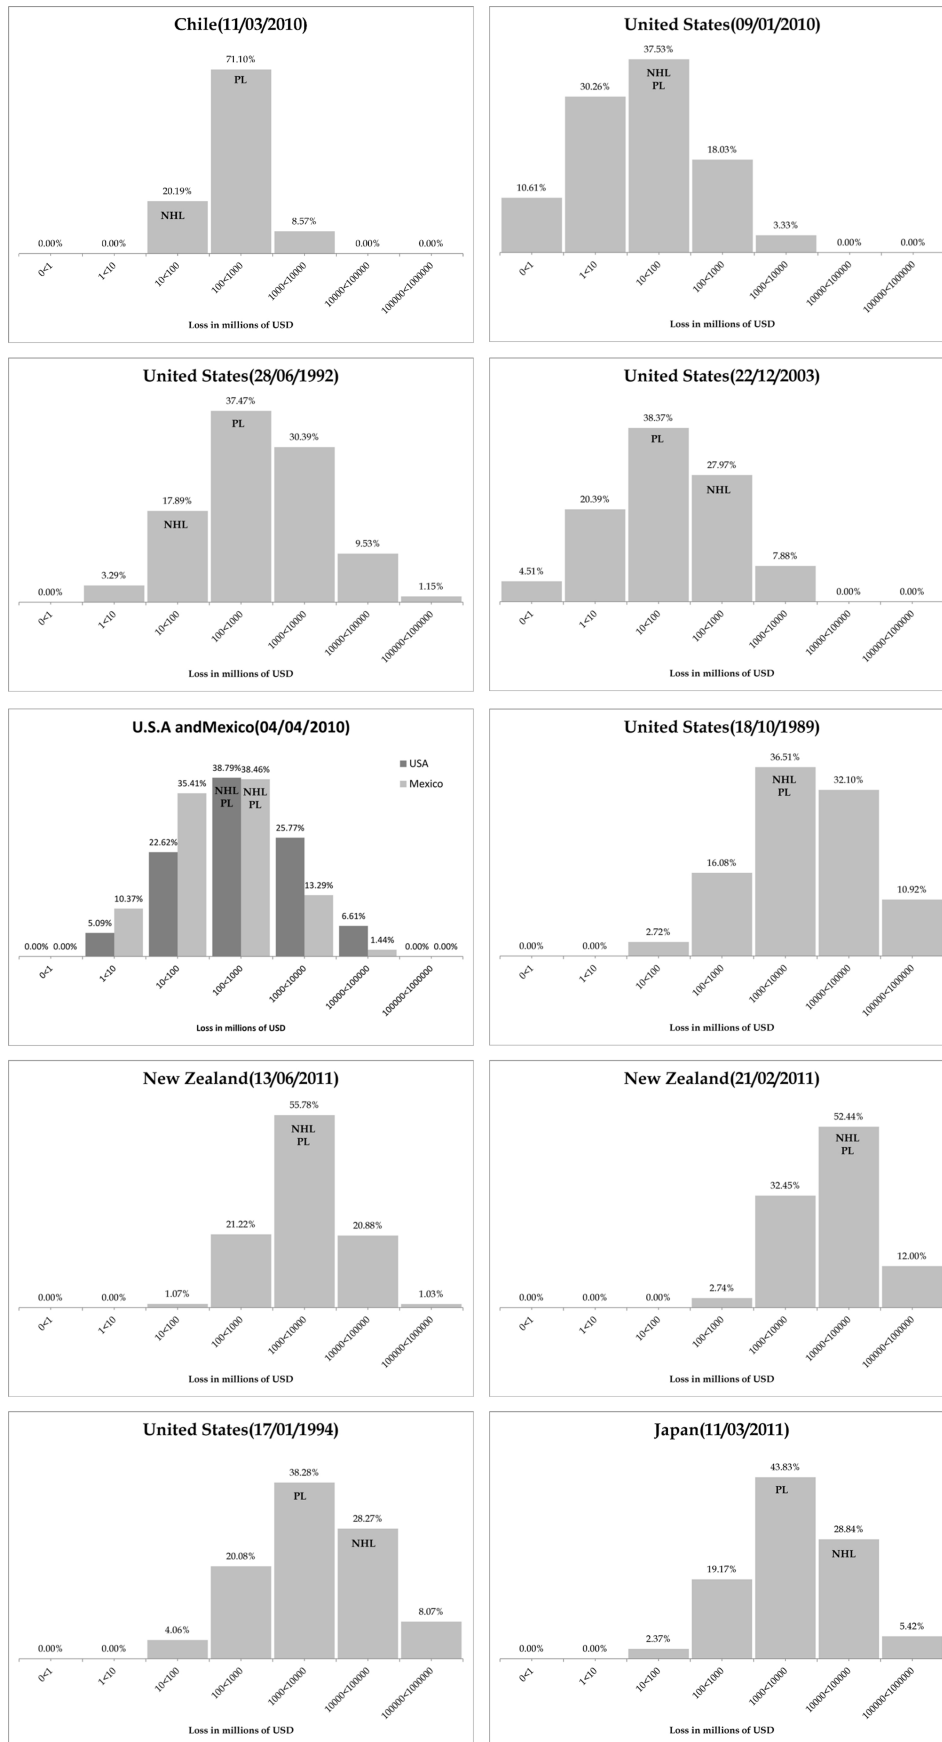 Chile(11/03/2010)
71.10%
PL
20.19%
NHL
8.57%
0.00% 0.00% 0.00% 0.00%
0<1 1<10 10<100 100<1000 1000<10000 10000<100000 100000<1000000
Loss in millions of USD
United States(09/01/2010)
37.53%
NHL
PL
30.26%
18.03%
10.61%
3.33%
0.00% 0.00%
0<1 1<10 10<100 100<1000 1000<10000 10000<100000 100000<1000000
Loss in millions of USD
United States(28/06/1992)
37.47%
PL
30.39%
17.89%
NHL
9.53%
3.29%
1.15%
0.00%
0<1 1<10 10<100 100<1000 1000<10000 10000<100000 100000<1000000
Loss in millions of USD
United States(22/12/2003)
38.37%
PL
27.97%
NHL
20.39%
7.88%
4.51%
0.00% 0.00%
0<1 1<10 10<100 100<1000 1000<10000 10000<100000 100000<1000000
Loss in millions of USD
U.S.A andMexico(04/04/2010)
USA
Mexico
38.79% 38.46%
NHL NHL
PL PL
35.41%
25.77%
22.62%
13.29%
10.37%
6.61%
5.09%
1.44%
0.00% 0.00% 0.00% 0.00%
0<1 1<10 10<100 100<1000 1000<10000 10000<100000 100000<1000000
Loss in millions of USD
United States(18/10/1989)
36.51%
NHL
PL
32.10%
16.08%
10.92%
2.72%
0.00% 0.00%
0<1 1<10 10<100 100<1000 1000<10000 10000<100000 100000<1000000
Loss in millions of USD
New Zealand(13/06/2011)
55.78%
NHL
PL
21.22% 20.88%
0.00% 0.00% 1.07% 1.03%
0<1 1<10 10<100 100<1000 1000<10000 10000<100000 100000<1000000
Loss in millions of USD
New Zealand(21/02/2011)
52.44%
NHL
PL
32.45%
12.00%
2.74%
0.00% 0.00% 0.00%
0<1 1<10 10<100 100<1000 1000<10000 10000<100000 100000<1000000
Loss in millions of USD
United States(17/01/1994)
38.28%
PL
28.27%
NHL
20.08%
8.07%
4.06%
0.00% 0.00%
0<1 1<10 10<100 100<1000 1000<10000 10000<100000 100000<1000000
Loss in millions of USD
Japan(11/03/2011)
43.83%
PL
28.84%
NHL
19.17%
5.42%
2.37%
0.00% 0.00%
0<1 1<10 10<100 100<1000 1000<10000 10000<100000 100000<1000000
Loss in millions of USD